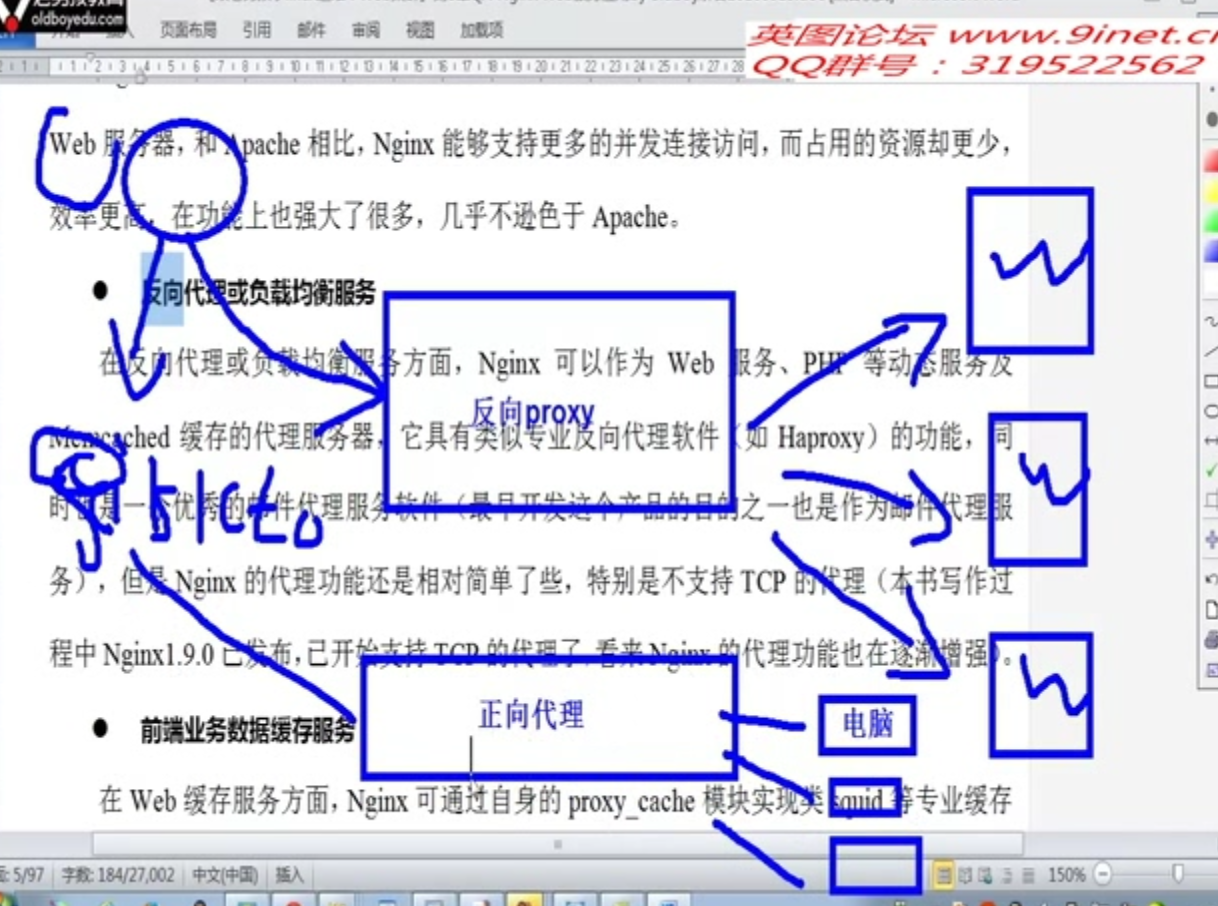 oldboyedu.com
页面布局 引用 邮件 审阅 视图 加载项
英图论坛 www.9inet.cn
QQ群号：319522562
Web 服务器，和 Apache 相比，Nginx 能够支持更多的并发连接访问，而占用的资源却更少，
效率更高，在功能上也强大了很多，几乎不逊色于 Apache。
● 反向代理或负载均衡服务
在反向代理或负载均衡服务方面，Nginx 可以作为 Web 服务、PHP 等动态服务及
反向proxy
Memcached 缓存的代理服务器，它具有类似专业反向代理软件（如 Haproxy）的功能，同
时也是一个优秀的邮件代理服务软件（最早开发这个产品的目的之一也是作为邮件代理服
务），但是 Nginx 的代理功能还是相对简单了些，特别是不支持 TCP 的代理（本书写作过
程中 Nginx1.9.0 已发布，已开始支持 TCP 的代理了 看来 Nginx 的代理功能也在逐渐增强）。
正向代理
电脑
● 前端业务数据缓存服务
在 Web 缓存服务方面，Nginx 可通过自身的 proxy_cache 模块实现类 squid 等专业缓存
面: 5/97 字数: 184/27,002 中文(中国) 插入 150%